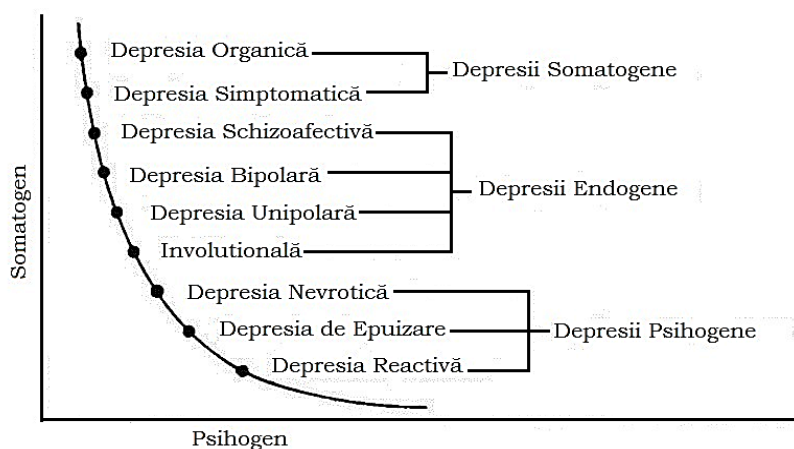 Depresia Organică
Depresii Somatogene
Depresia Simptomatică
Depresia Schizoafectivă
Depresia Bipolară
Depresii Endogene
Depresia Unipolară
Involutională
Depresia Nevrotică
Depresia de Epuizare
Depresii Psihogene
Depresia Reactivă
Somatogen
Psihogen